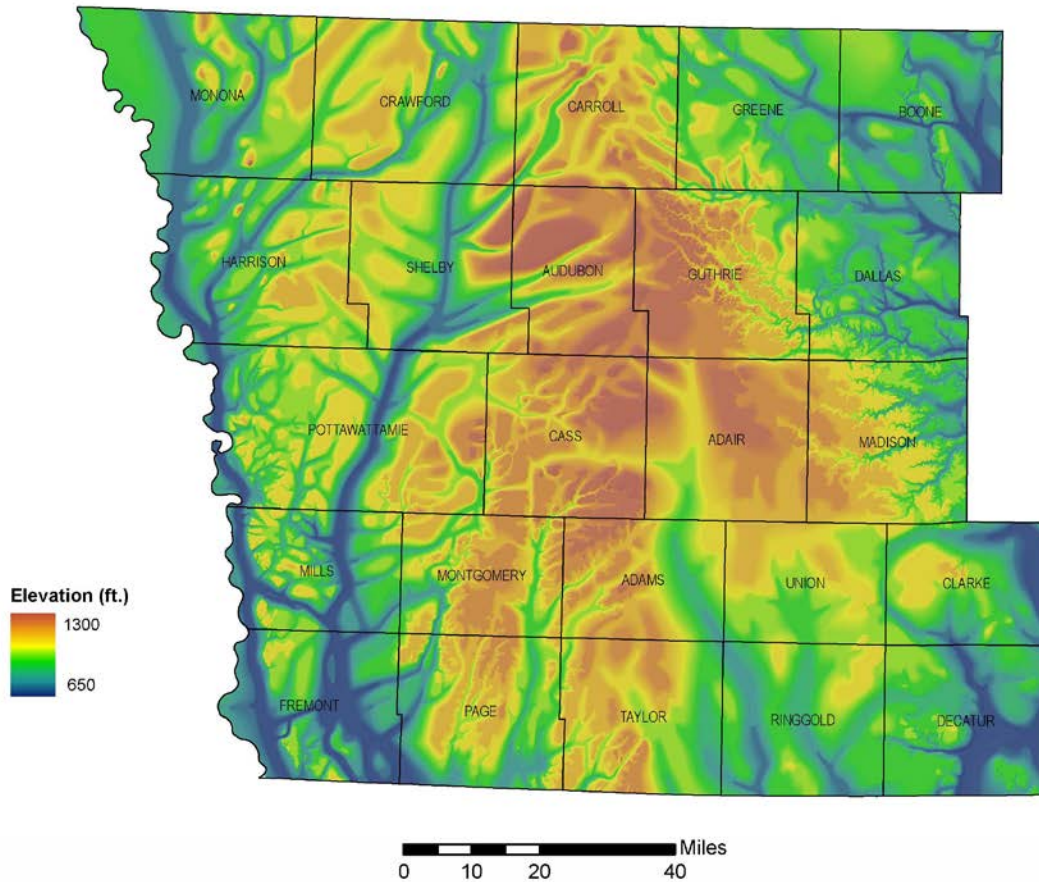 MONONA
CRAWFORD
CARROLL
GREENE
BOONE
HARRISON
SHELBY
AUDUBON
GUTHRIE
DALLAS
POTTAWATTAMIE
CASS
ADAIR
MADISON
MILLS
MONTGOMERY
ADAMS
UNION
CLARKE
Elevation (ft.)
1300
650
FREMONT
PAGE
TAYLOR
RINGGOLD
DECATUR
Miles
0 10 20 40